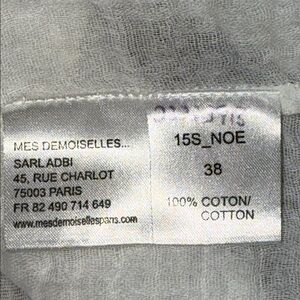 MES DEMOISELLES...
SARL ADBI
45, RUE CHARLOT
75003 PARIS
FR 82 490 714 649
www.mesdemoisellesparis.com
15S_NOE
38
100% COTON/
COTTON